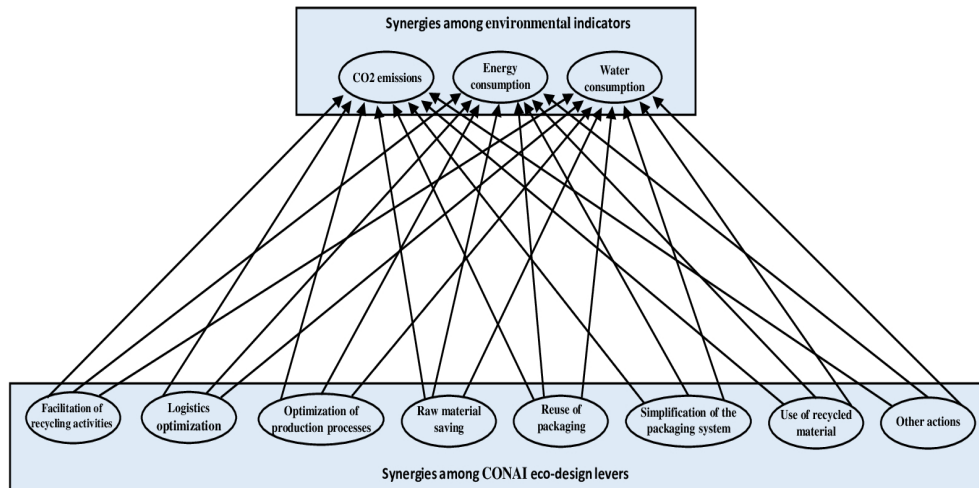 Synergies among environmental indicators
CO2 emissions
Energy
consumption
Water
consumption
Facilitation of
recycling activities
Logistics
optimization
Optimization of
production processes
Raw material
saving
Reuse of
packaging
Simplification of the
packaging system
Use of recycled
material
Other actions
Synergies among CONAI eco-design levers